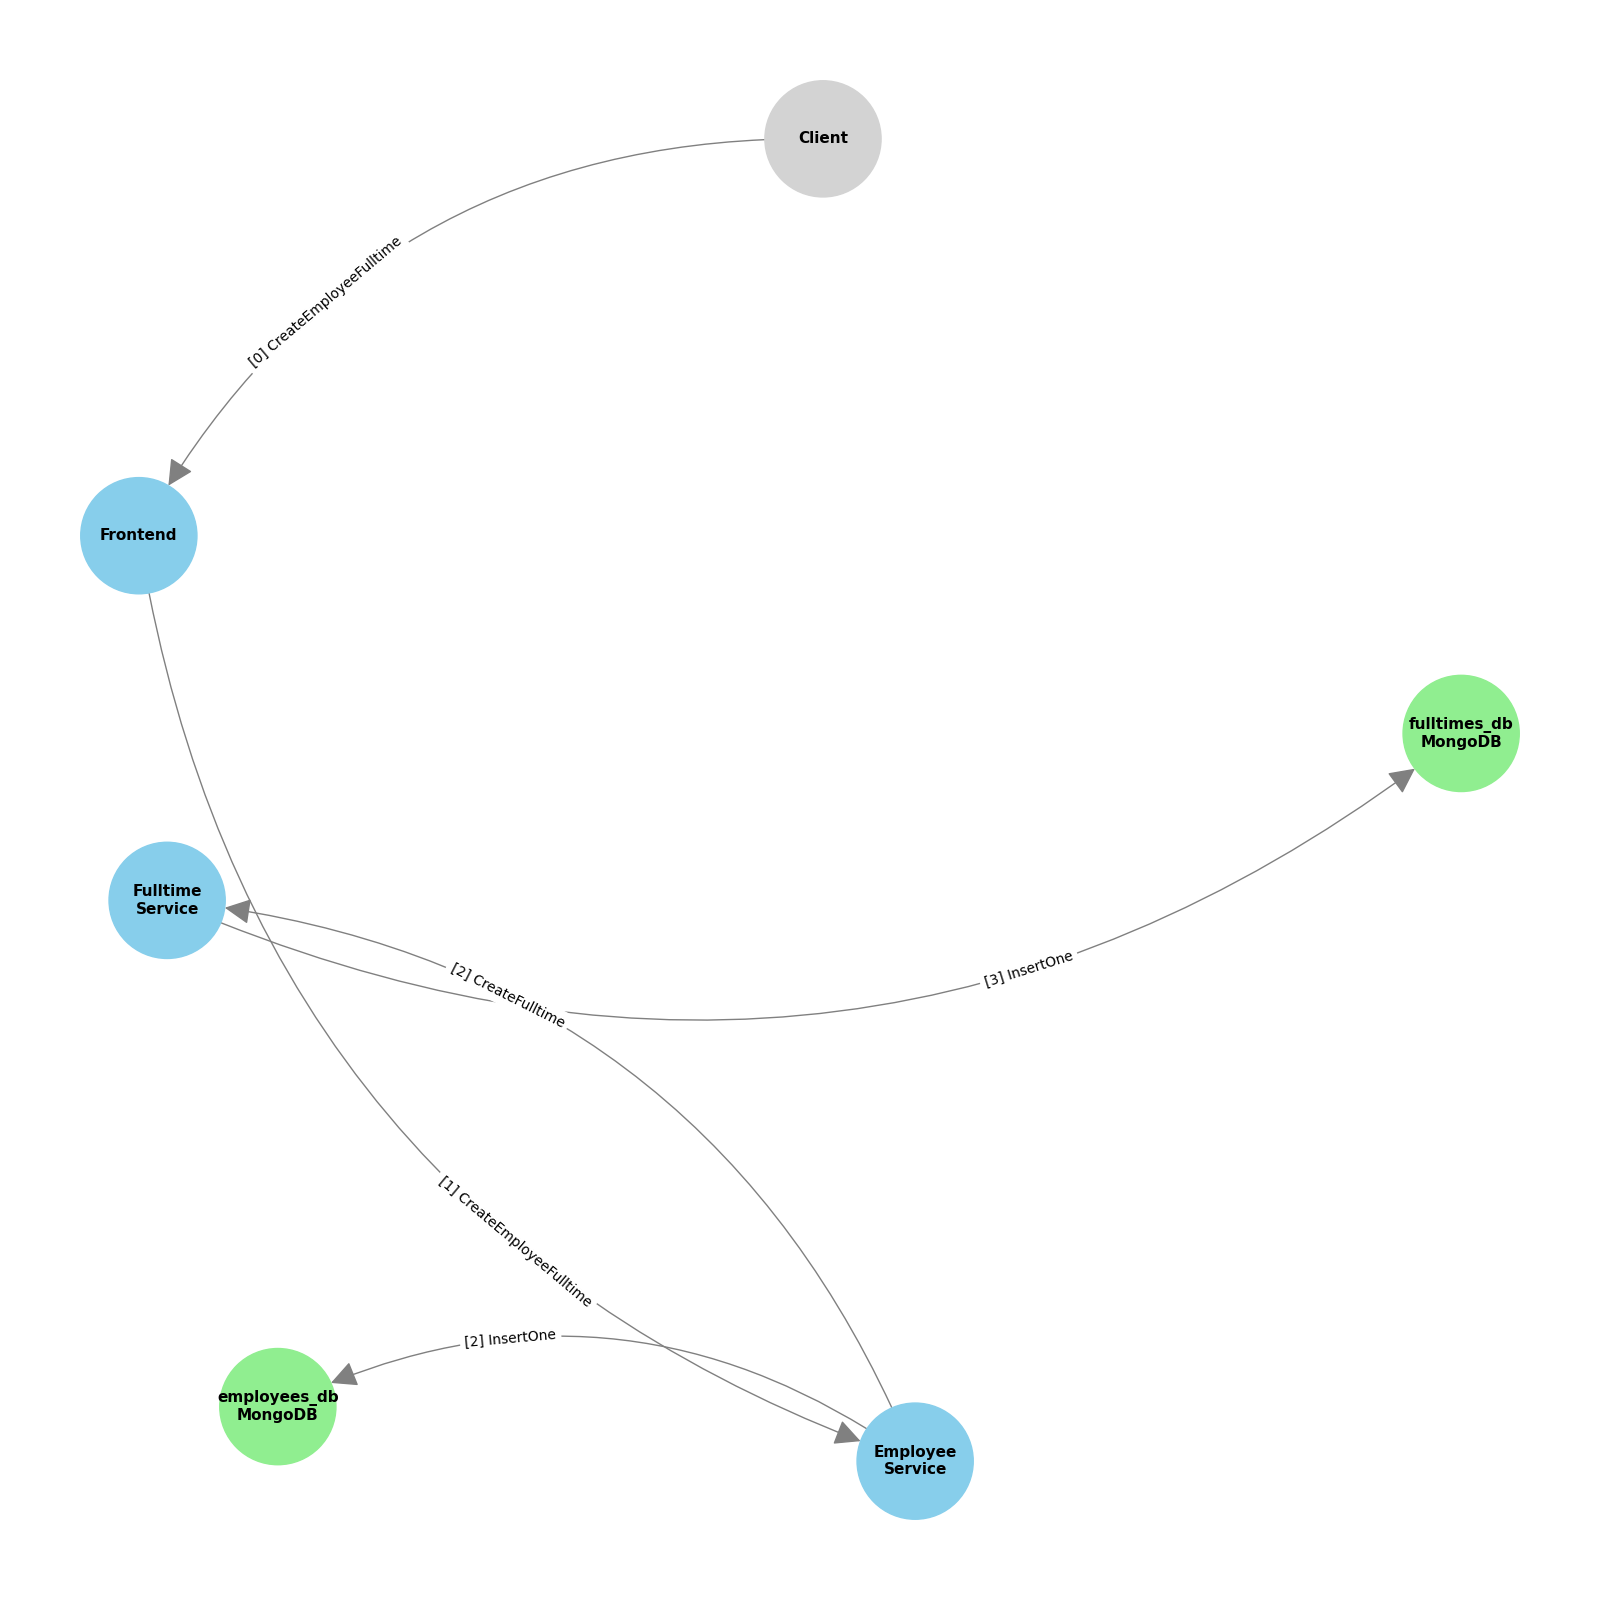 Client
[0] CreateEmployeeFulltime
Frontend
fulltimes_db
MongoDB
Fulltime
Service
[2] CreateFulltime
[3] InsertOne
[1] CreateEmployeeFulltime
[2] InsertOne
employees_db
MongoDB
Employee
Service